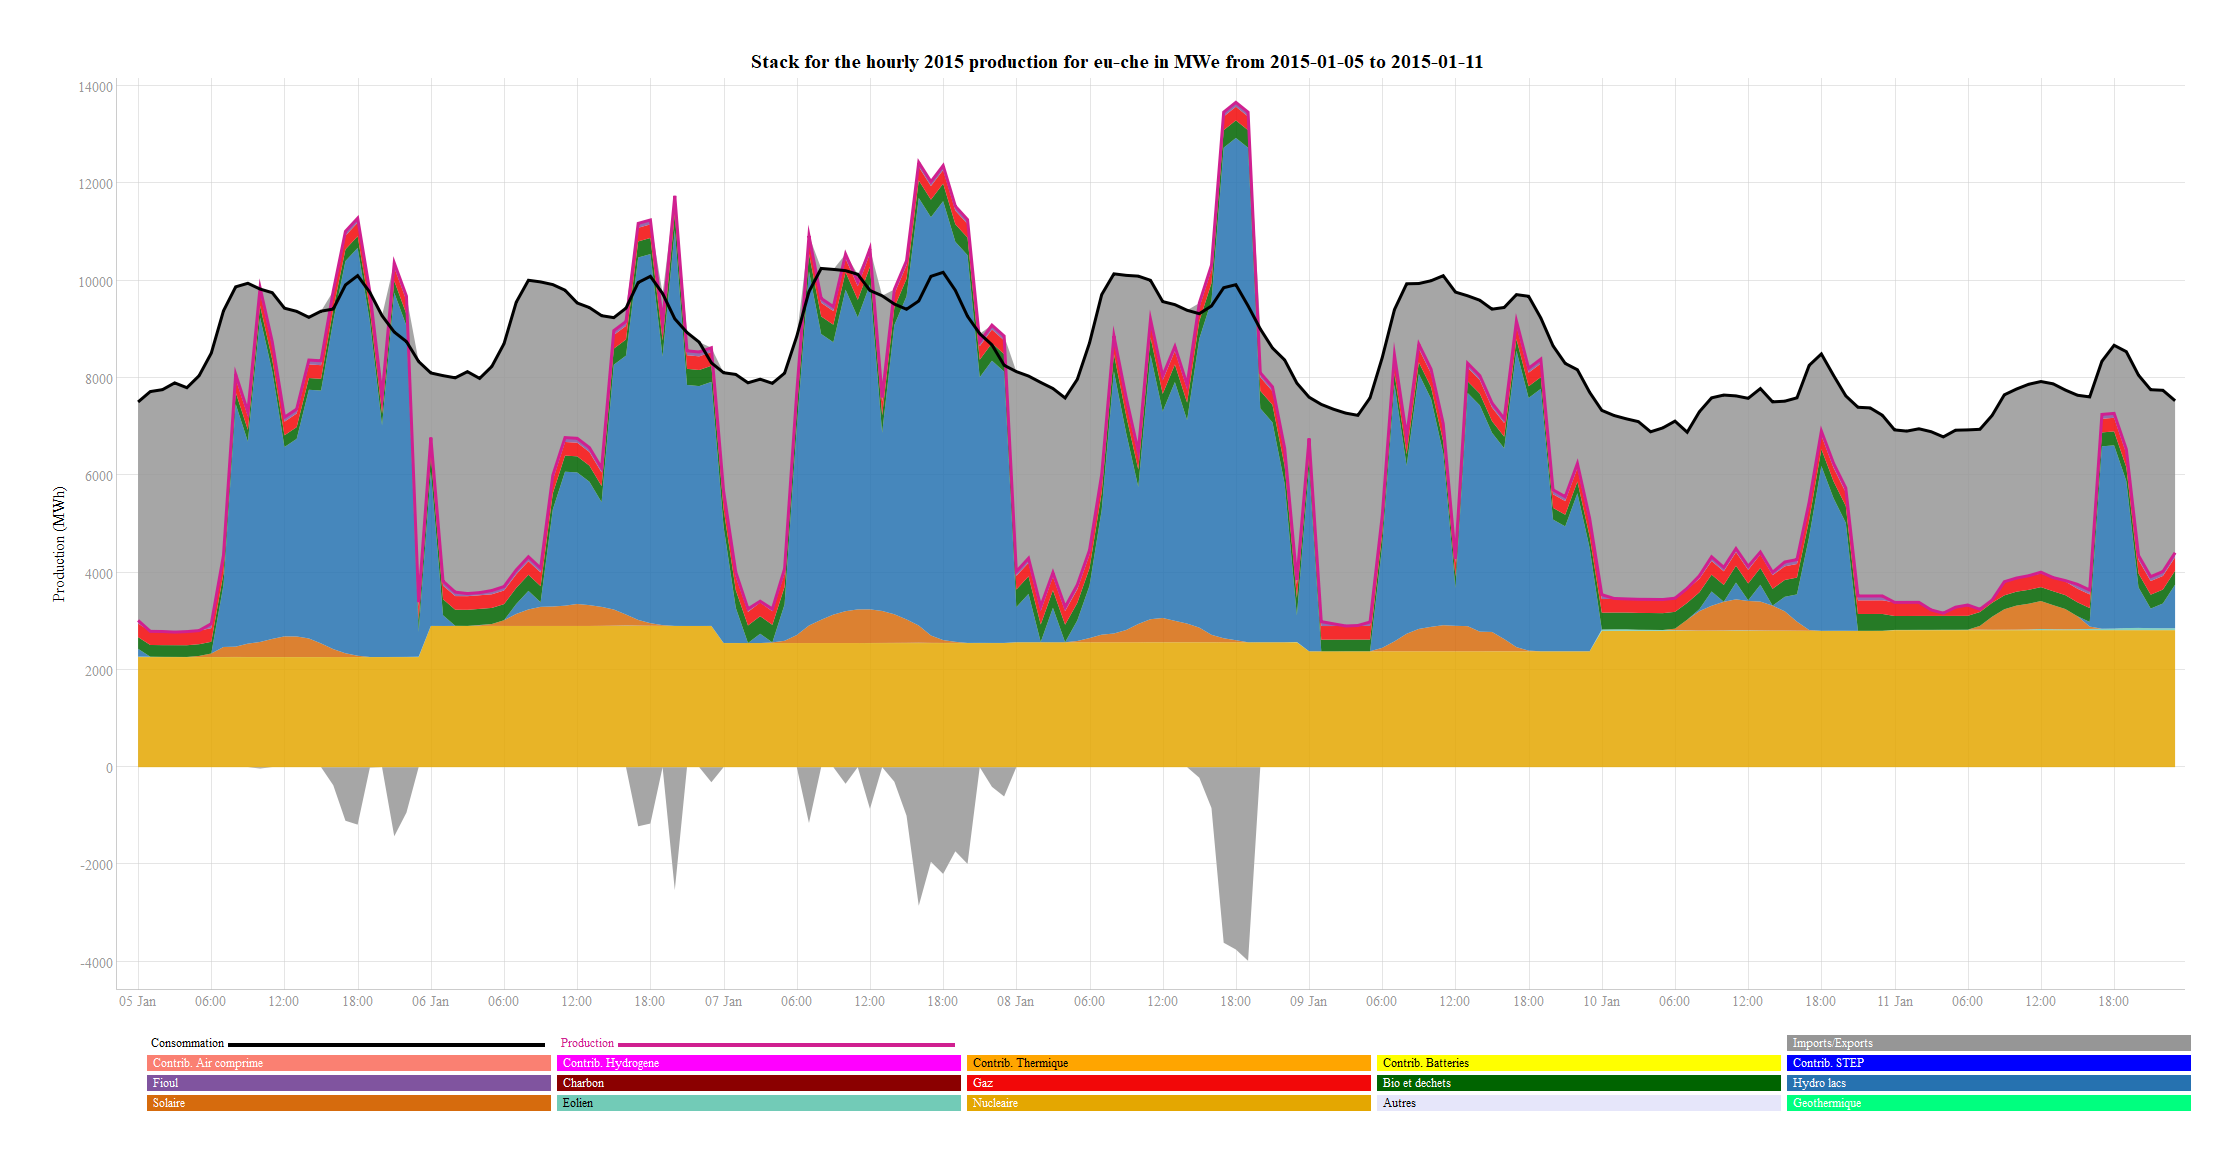 Stack for the hourly 2015 production for eu-che in MWe from 2015-01-05 to 2015-01-11
14000
12000
10000
8000
6000
4000
2000
0
-2000
-4000
Production (MWh)
05 Jan 06:00 12:00 18:00 06 Jan 06:00 12:00 18:00 07 Jan 06:00 12:00 18:00 08 Jan 06:00 12:00 18:00 09 Jan 06:00 12:00 18:00 10 Jan 06:00 12:00 18:00 11 Jan 06:00 12:00 18:00
Consommation Production Imports/Exports
Contrib. Air comprime Contrib. Hydrogene Contrib. Thermique Contrib. Batteries Contrib. STEP
Fioul Charbon Gaz Bio et dechets Hydro lacs
Solaire Eolien Nucleaire Autres Geothermique